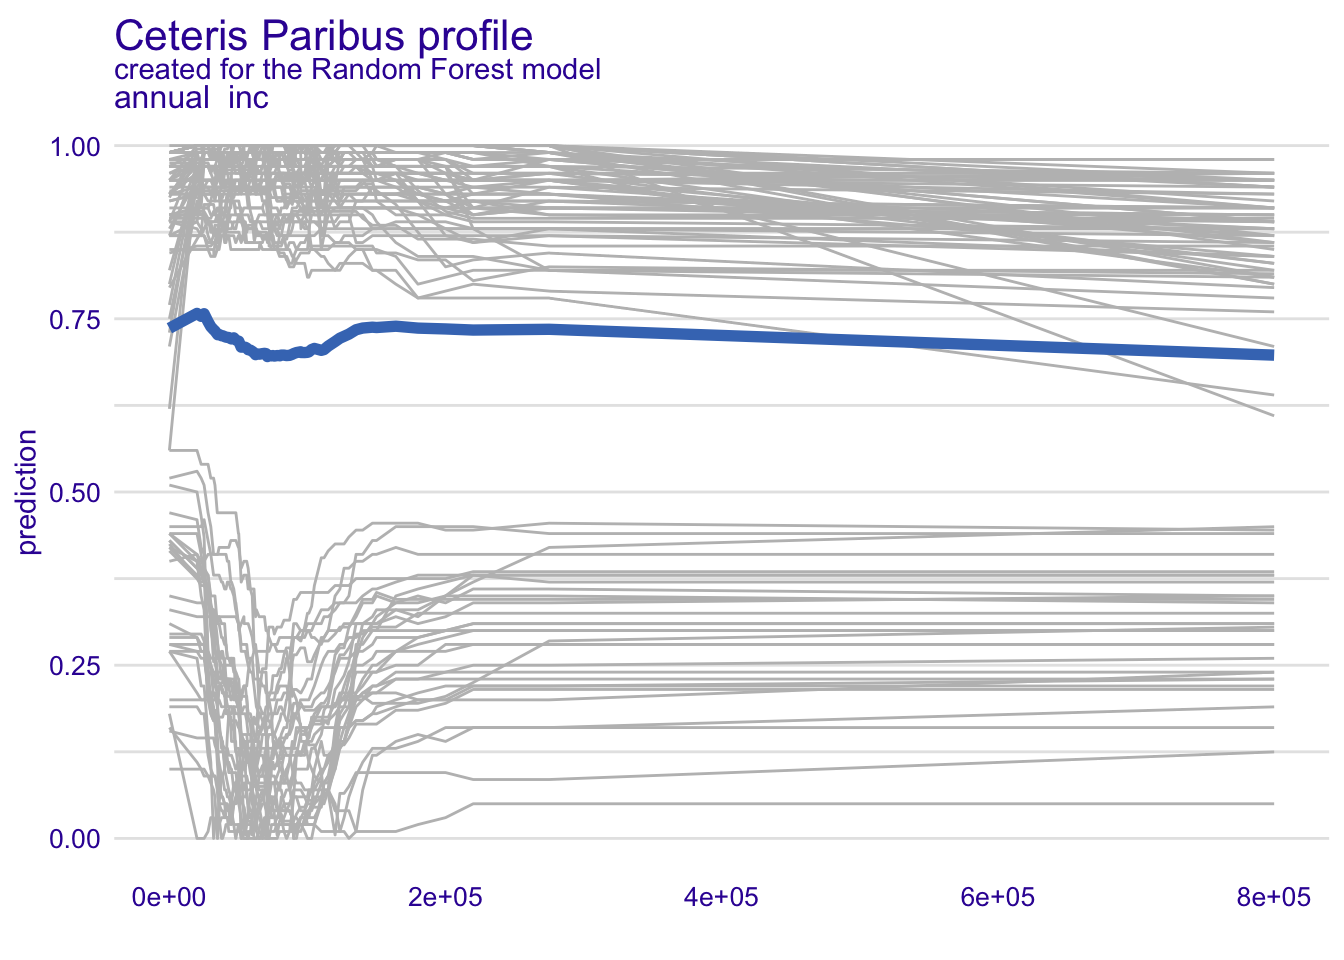 Ceteris Paribus profile
created for the Random Forest model
annual inc
1.00
0.75
prediction
0.50
0.25
0.00
0e+00 2e+05 4e+05 6e+05 8e+05